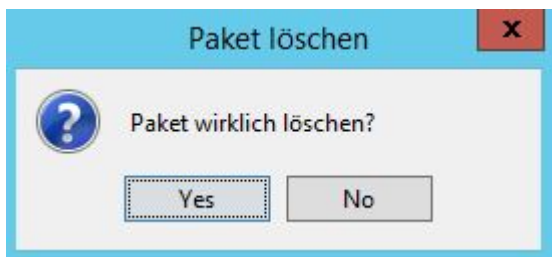 Paket löschen
x
Paket wirklich löschen?
Yes
No